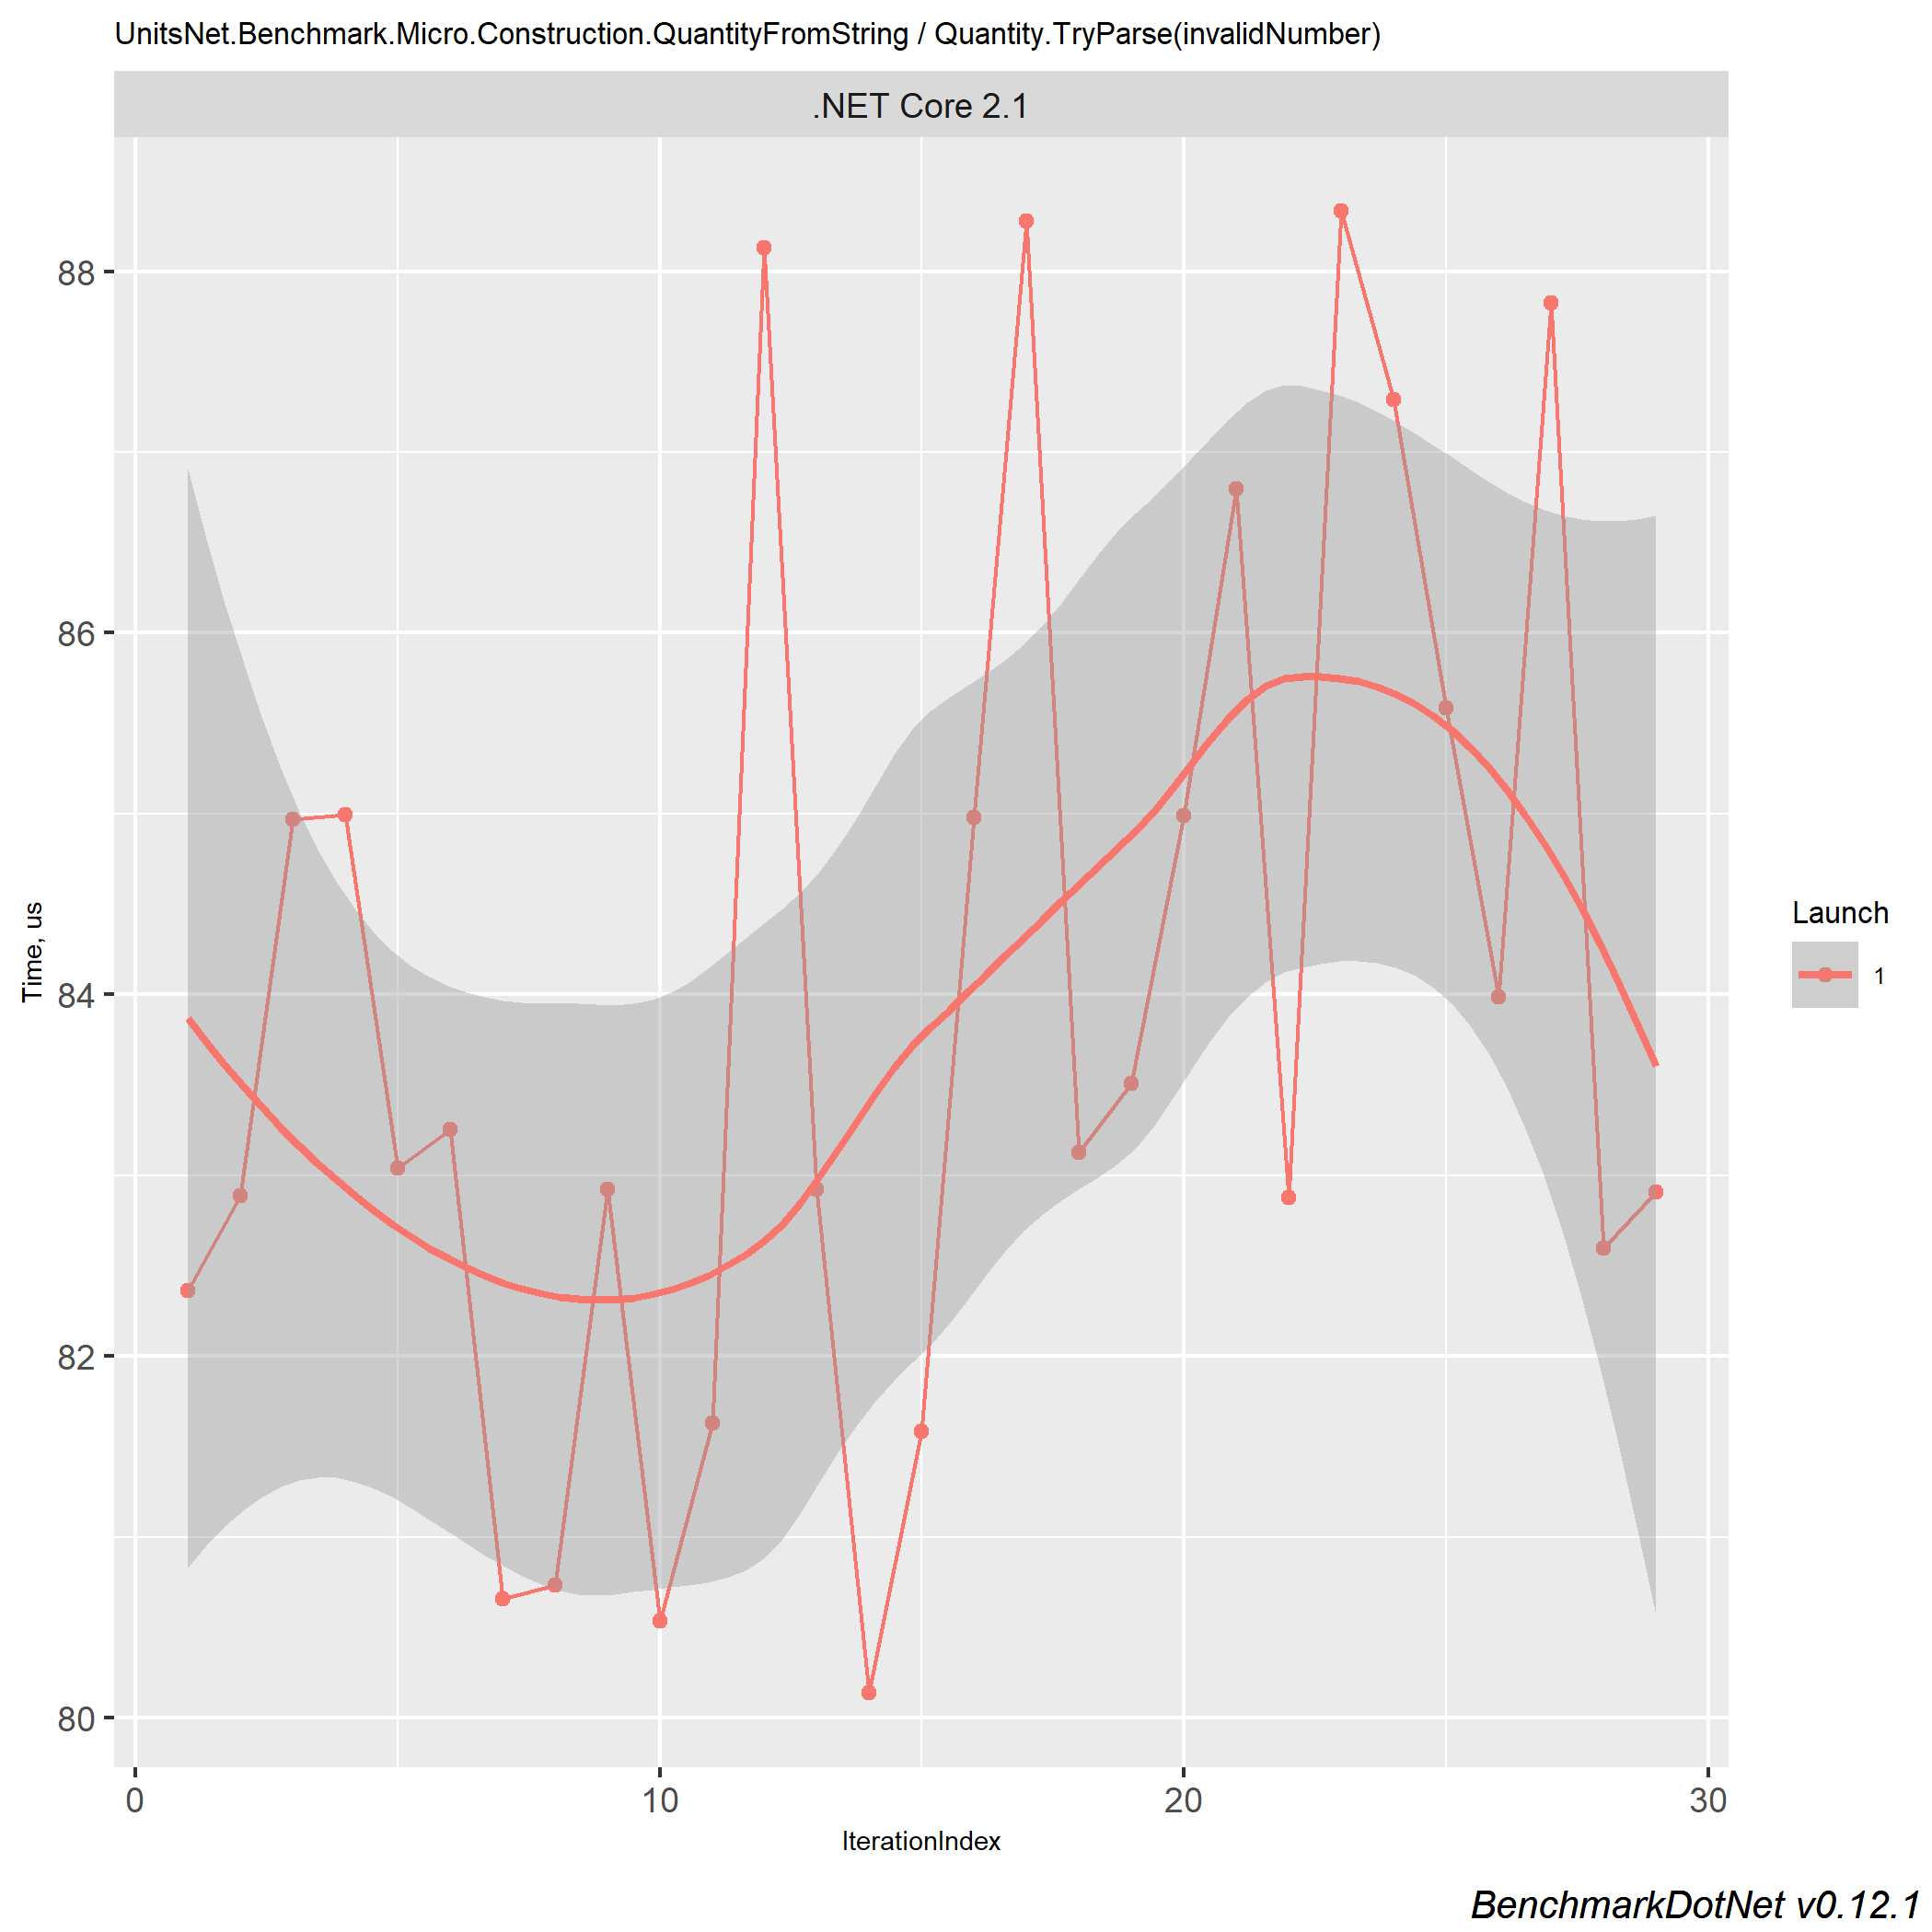 UnitsNet.Benchmark.Micro.Construction.QuantityFromString / Quantity.TryParse(invalidNumber)
.NET Core 2.1
88
86
84
82
80
Time, us
0 10 20 30
IterationIndex
Launch
1
BenchmarkDotNet v0.12.1